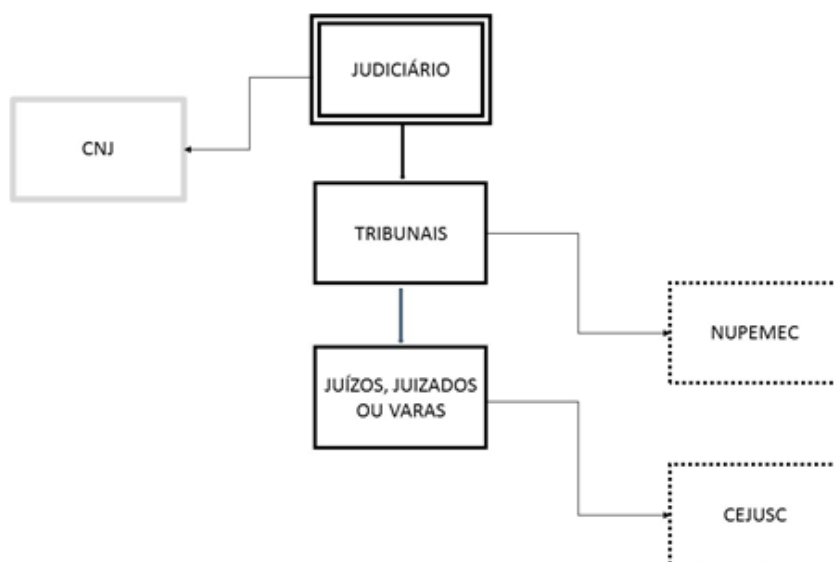 JUDICIÁRIO
CNJ
TRIBUNAIS
NUPEMEC
JUÍZOS, JUIZADOS
OU VARAS
CEJUSC